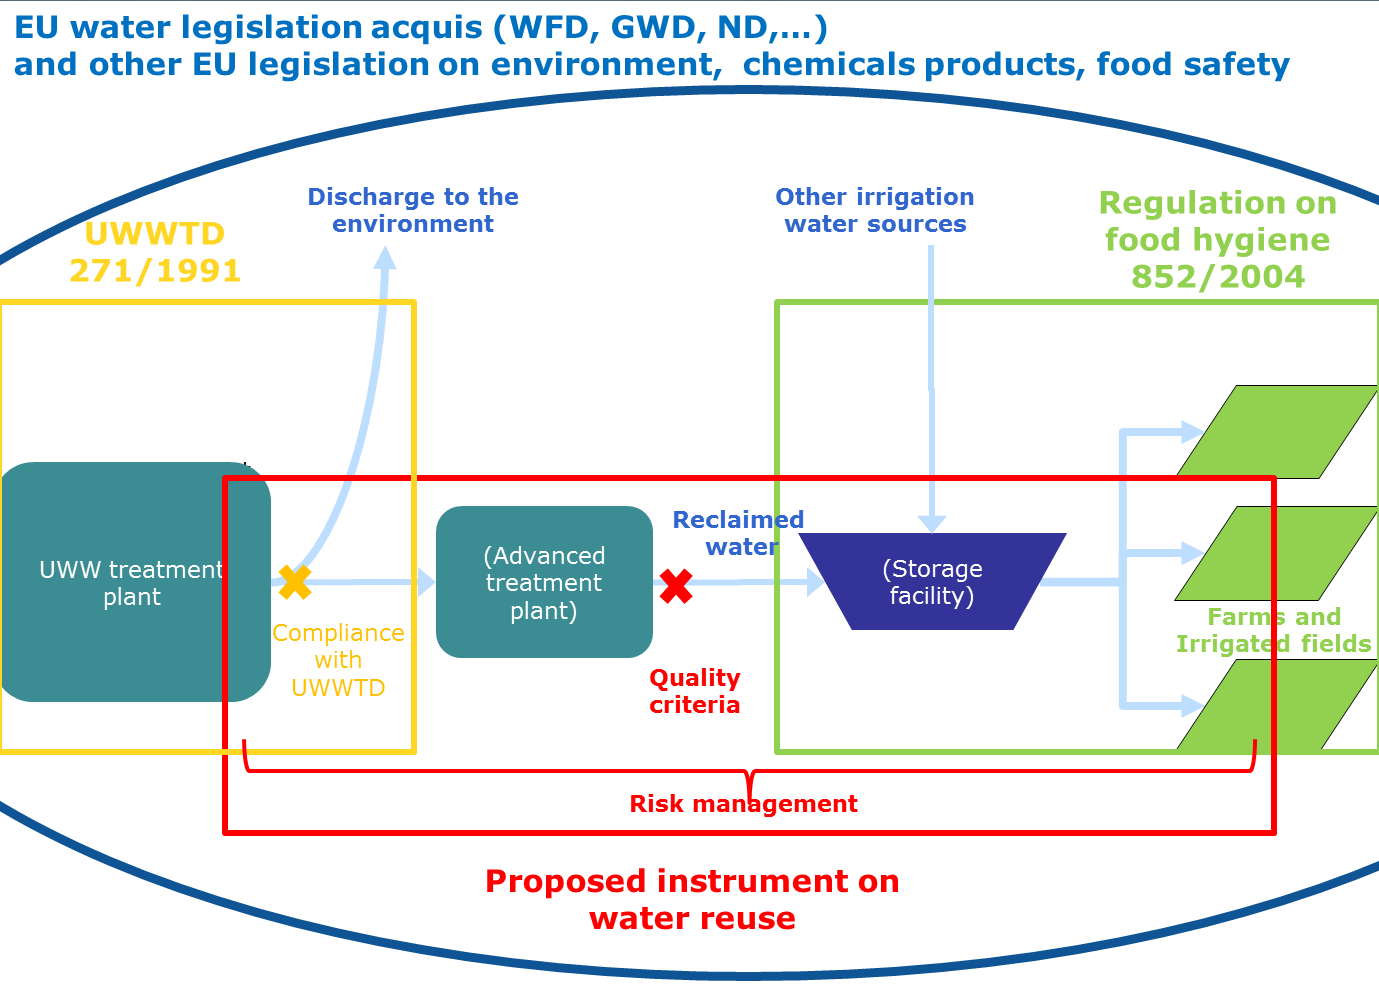 EU water legislation acquis (WFD, GWD, ND,...)
and other EU legislation on environment,  chemicals products, food safety
Discharge to the
environment
Other irrigation
water sources
Regulation on
food hygiene
852/2004
UWWTD
271/1991
UWW treatment
plant
(Advanced
treatment
plant)
Reclaimed
water
(Storage
facility)
Compliance
with
UWWTD
Quality
criteria
Farms and
Irrigated fields
Risk management
Proposed instrument on
water reuse